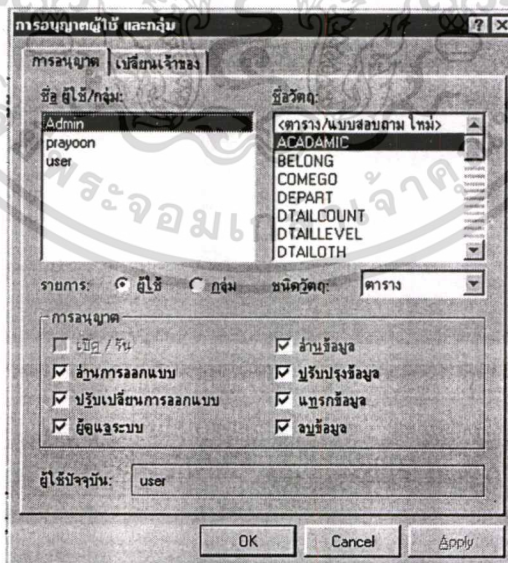 การอนุญาตผู้ใช้ และกลุ่ม
การอนุญาต เปลี่ยนเจ้าของ
ชื่อ ผู้ใช้/กลุ่ม: ชื่อวัตถุ:
Admin
prayoon
user
<ตาราง/แบบสอบถาม ใหม่>
ACADAMIC
BELONG
COMEGO
DEPART
DTAILCOUNT
DTAILLEVEL
DTAILOTH
รายการ: ผู้ใช้ กลุ่ม ชนิดวัตถุ: ตาราง
การอนุญาต
เปิด / รัน อ่านข้อมูล
อ่านการออกแบบ ปรับปรุงข้อมูล
ปรับเปลี่ยนการออกแบบ แทรกข้อมูล
ผู้ดูแลระบบ ลบข้อมูล
ผู้ใช้ปัจจุบัน: user
OK Cancel Apply